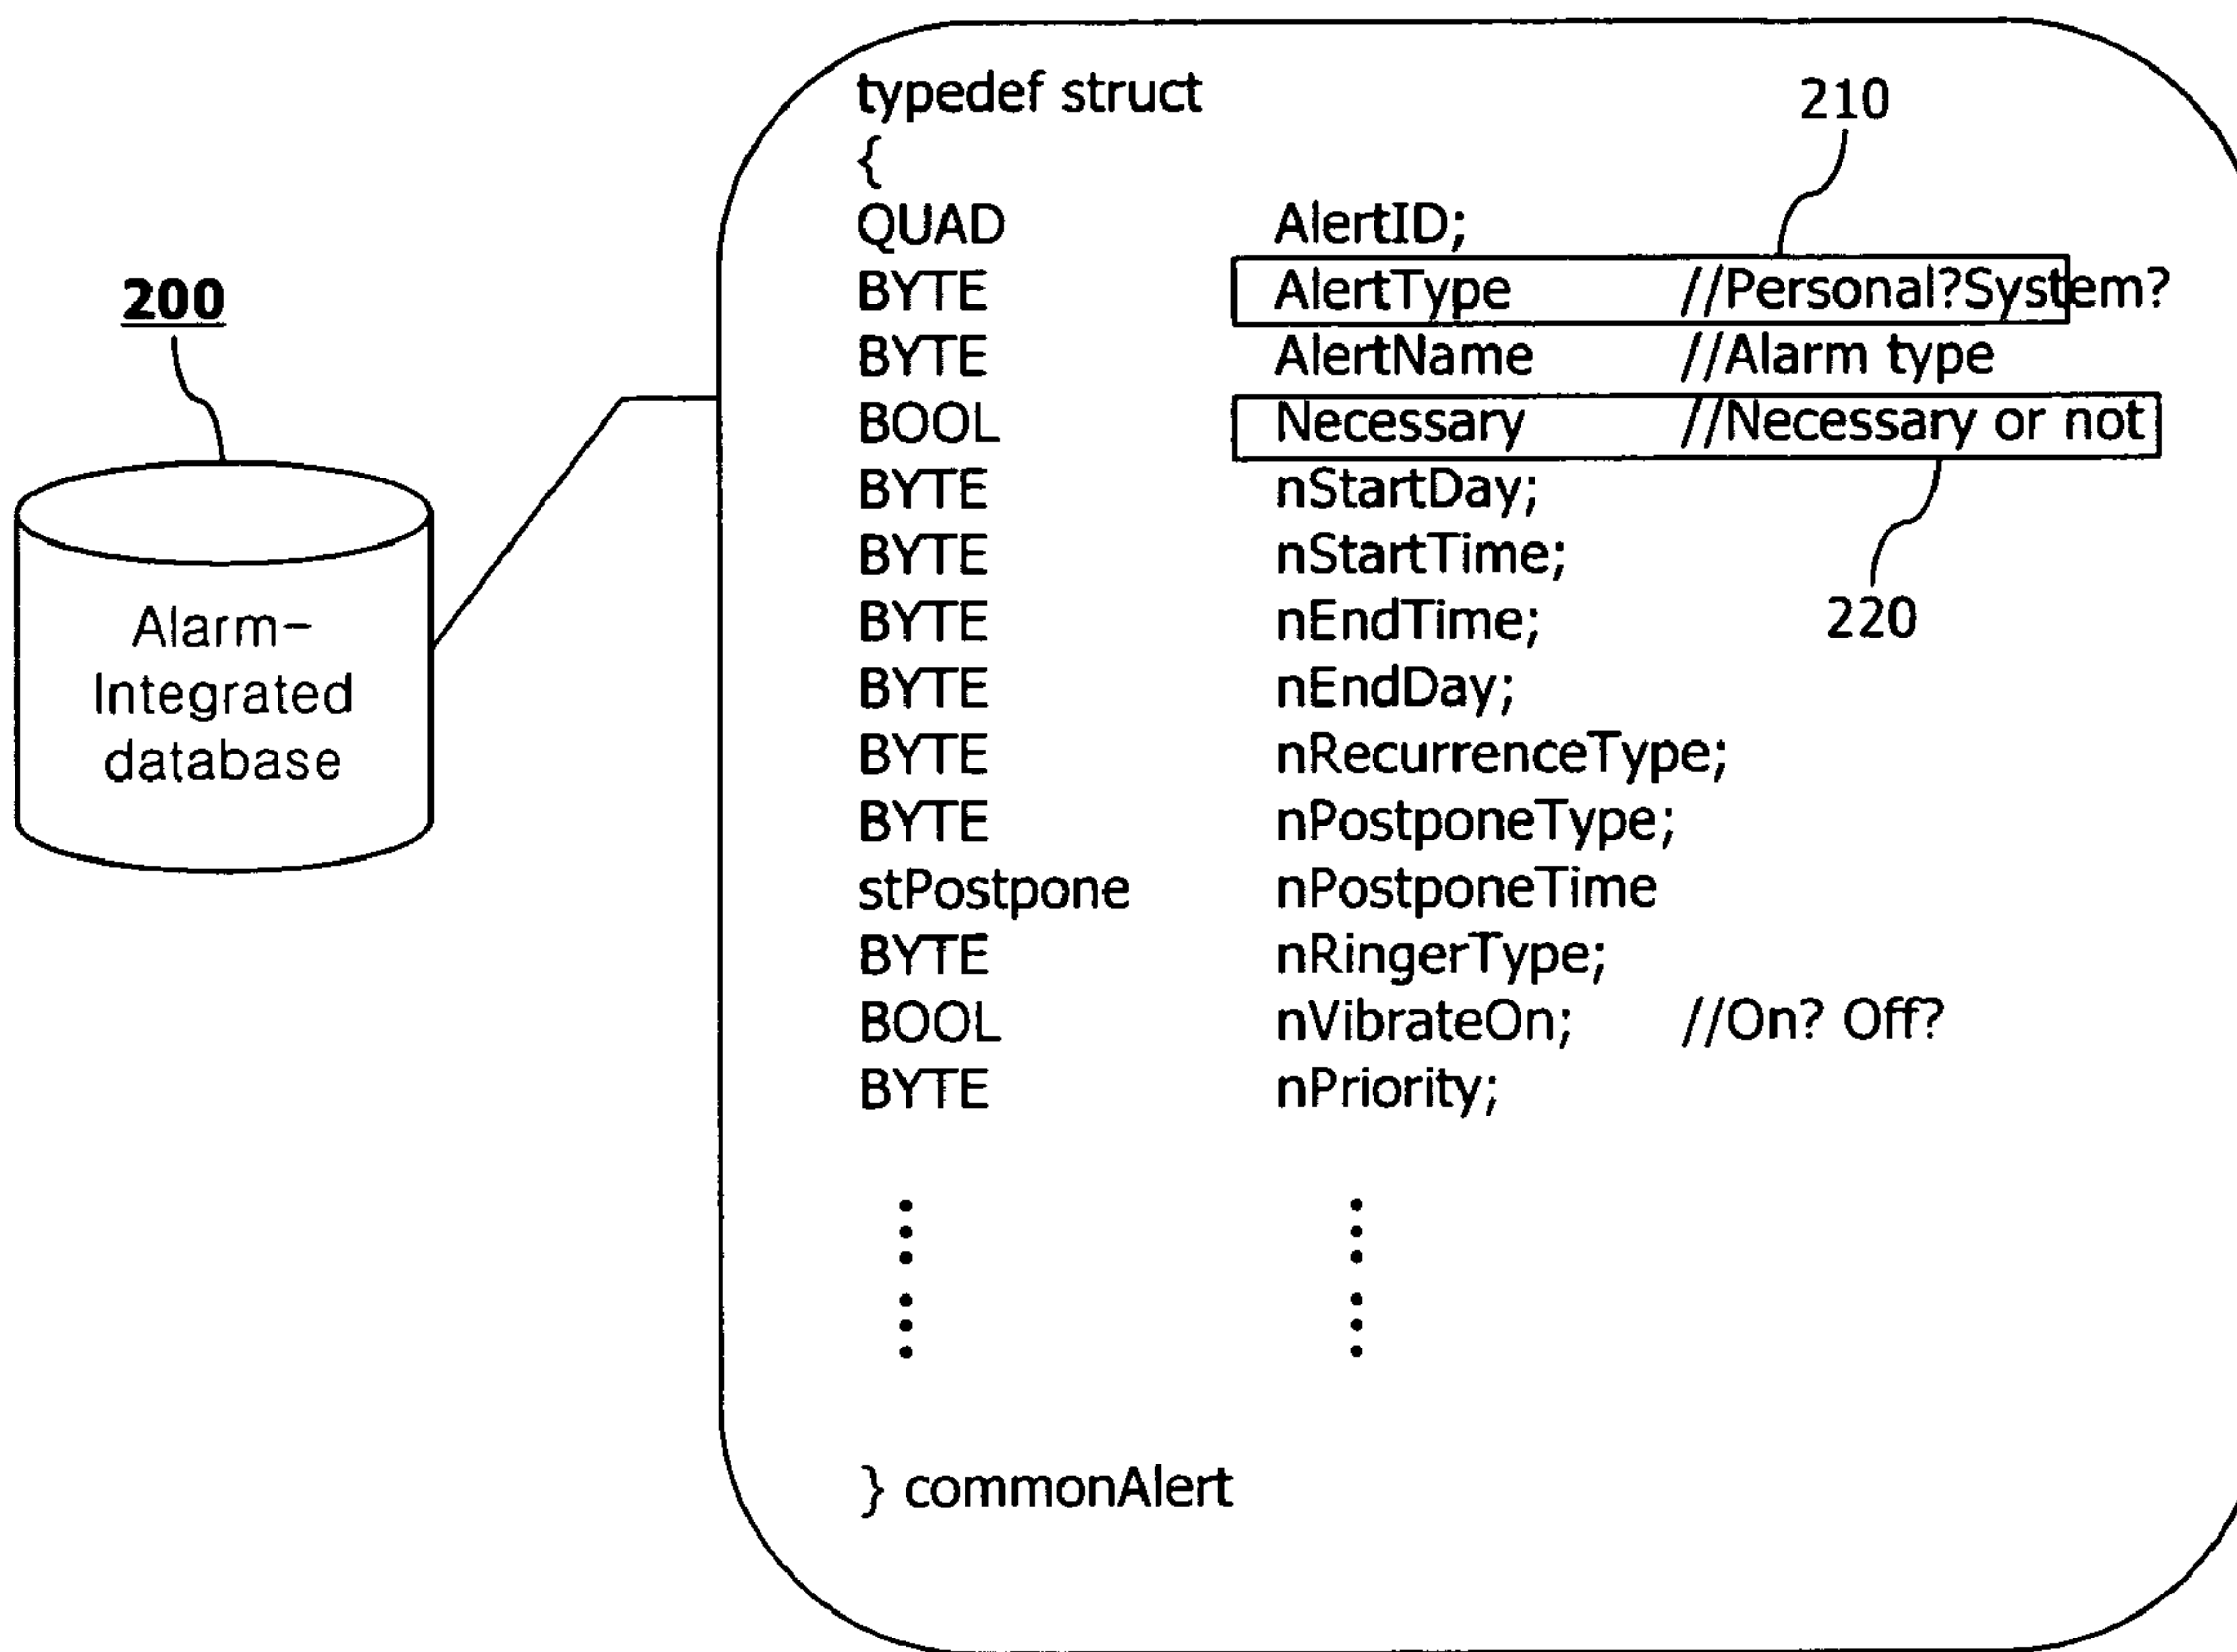 200
Alarm-
Integrated
database
typedef struct
210
{
QUAD AlertID;
BYTE AlertType //Personal?System?
BYTE AlertName //Alarm type
BOOL Necessary //Necessary or not
BYTE nStartDay;
BYTE nStartTime;
BYTE nEndTime;
220
BYTE nEndDay;
BYTE nRecurrenceType;
BYTE nPostponeType;
stPostpone nPostponeTime
BYTE nRingerType;
BOOL nVibrateOn; //On? Off?
BYTE nPriority;
} commonAlert